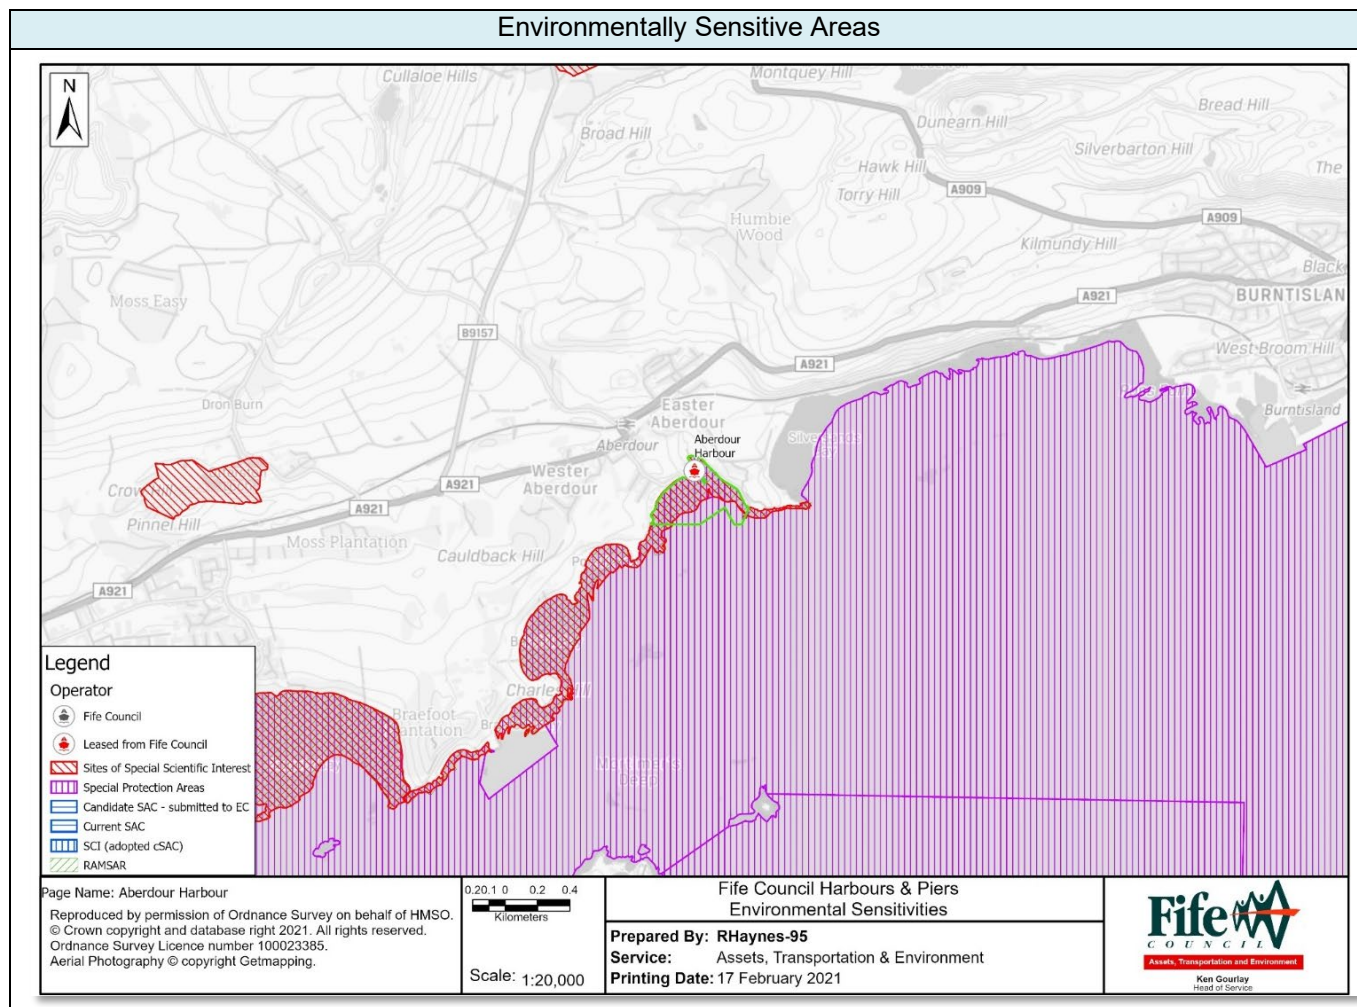 Environmentally Sensitive Areas
N
Cullaloe Hills
Montquey Hill
Bread Hill
Broad Hill
Dunearn Hill
Silverbarton Hill
Hawk Hill
The
Torry Hill
A909
A909
Humbie
Wood
Kilmundy Hill
Black
Moss Easy
A921
BURNTISLAN
B9157
West Broom Hill
A921
Dron Burn
Easter
Aberdour
Burntisland
Aberdour
Aberdour
Harbour
Wester
Aberdour
A921
A921
Pinnel Hill
Moss Plantation
Cauldback Hill
A921
Braefoot
Plantation
Mortimer's
Deep
Legend
Operator
Fife Council
Leased from Fife Council
Sites of Special Scientific Interest
Special Protection Areas
Candidate SAC - submitted to EC
Current SAC
SCI (adopted cSAC)
RAMSAR
Page Name: Aberdour Harbour
Reproduced by permission of Ordnance Survey on behalf of HMSO.
© Crown copyright and database right 2021. All rights reserved.
Ordnance Survey Licence number 100023385.
Aerial Photography © copyright Getmapping.
0.20.1 0 0.2 0.4
Kilometers
Scale: 1:20,000
Fife Council Harbours & Piers
Environmental Sensitivities
Prepared By: RHaynes-95
Service: Assets, Transportation & Environment
Printing Date: 17 February 2021
Fife
COUNCIL
Assets, Transportation and Environment
Ken Gourlay
Head of Service